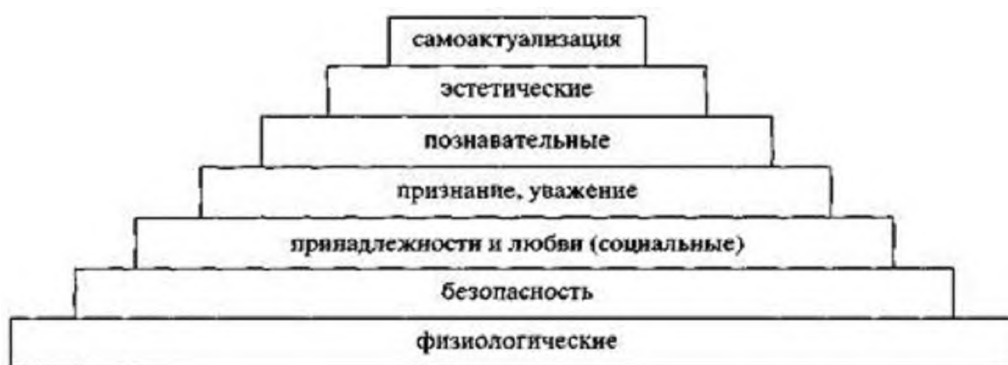 самоактуализация
эстетические
познавательные
признание, уважение
принадлежности и любви (социальные)
безопасность
физиологические